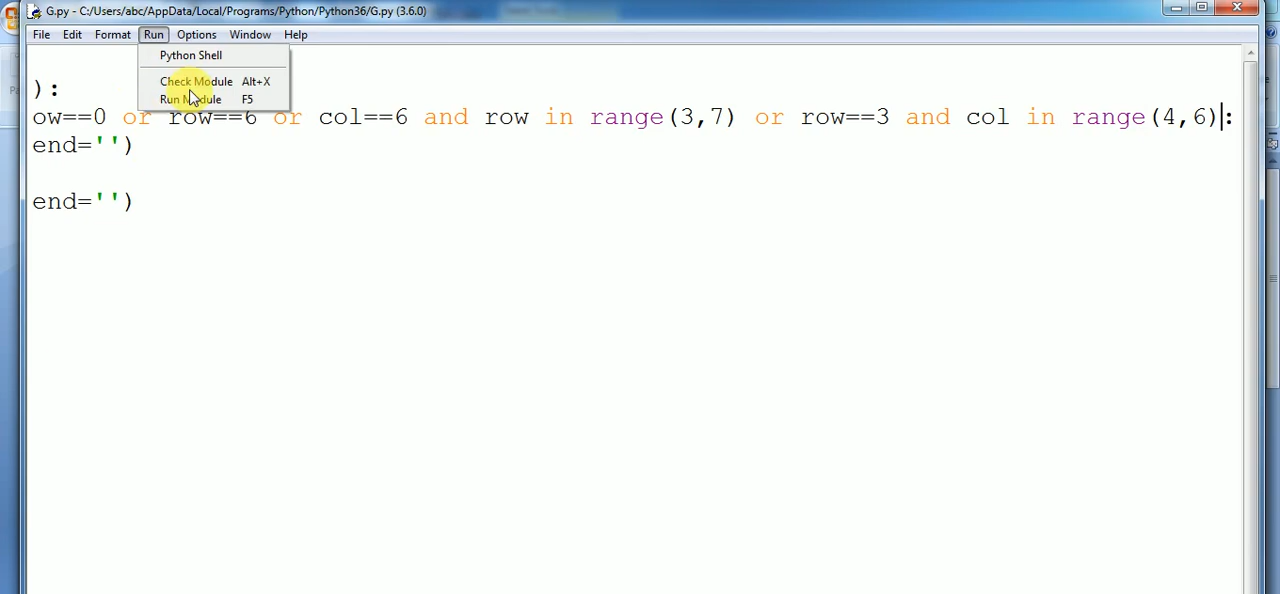 G.py - C:/Users/abc/AppData/Local/Programs/Python/Python36/G.py (3.6.0)
File Edit Format Run Options Window Help
Python Shell
Check Module Alt+X
Run Module F5
):
ow==0 or row==6 or col==6 and row in range(3,7) or row==3 and col in range(4,6):
end='')
end='')